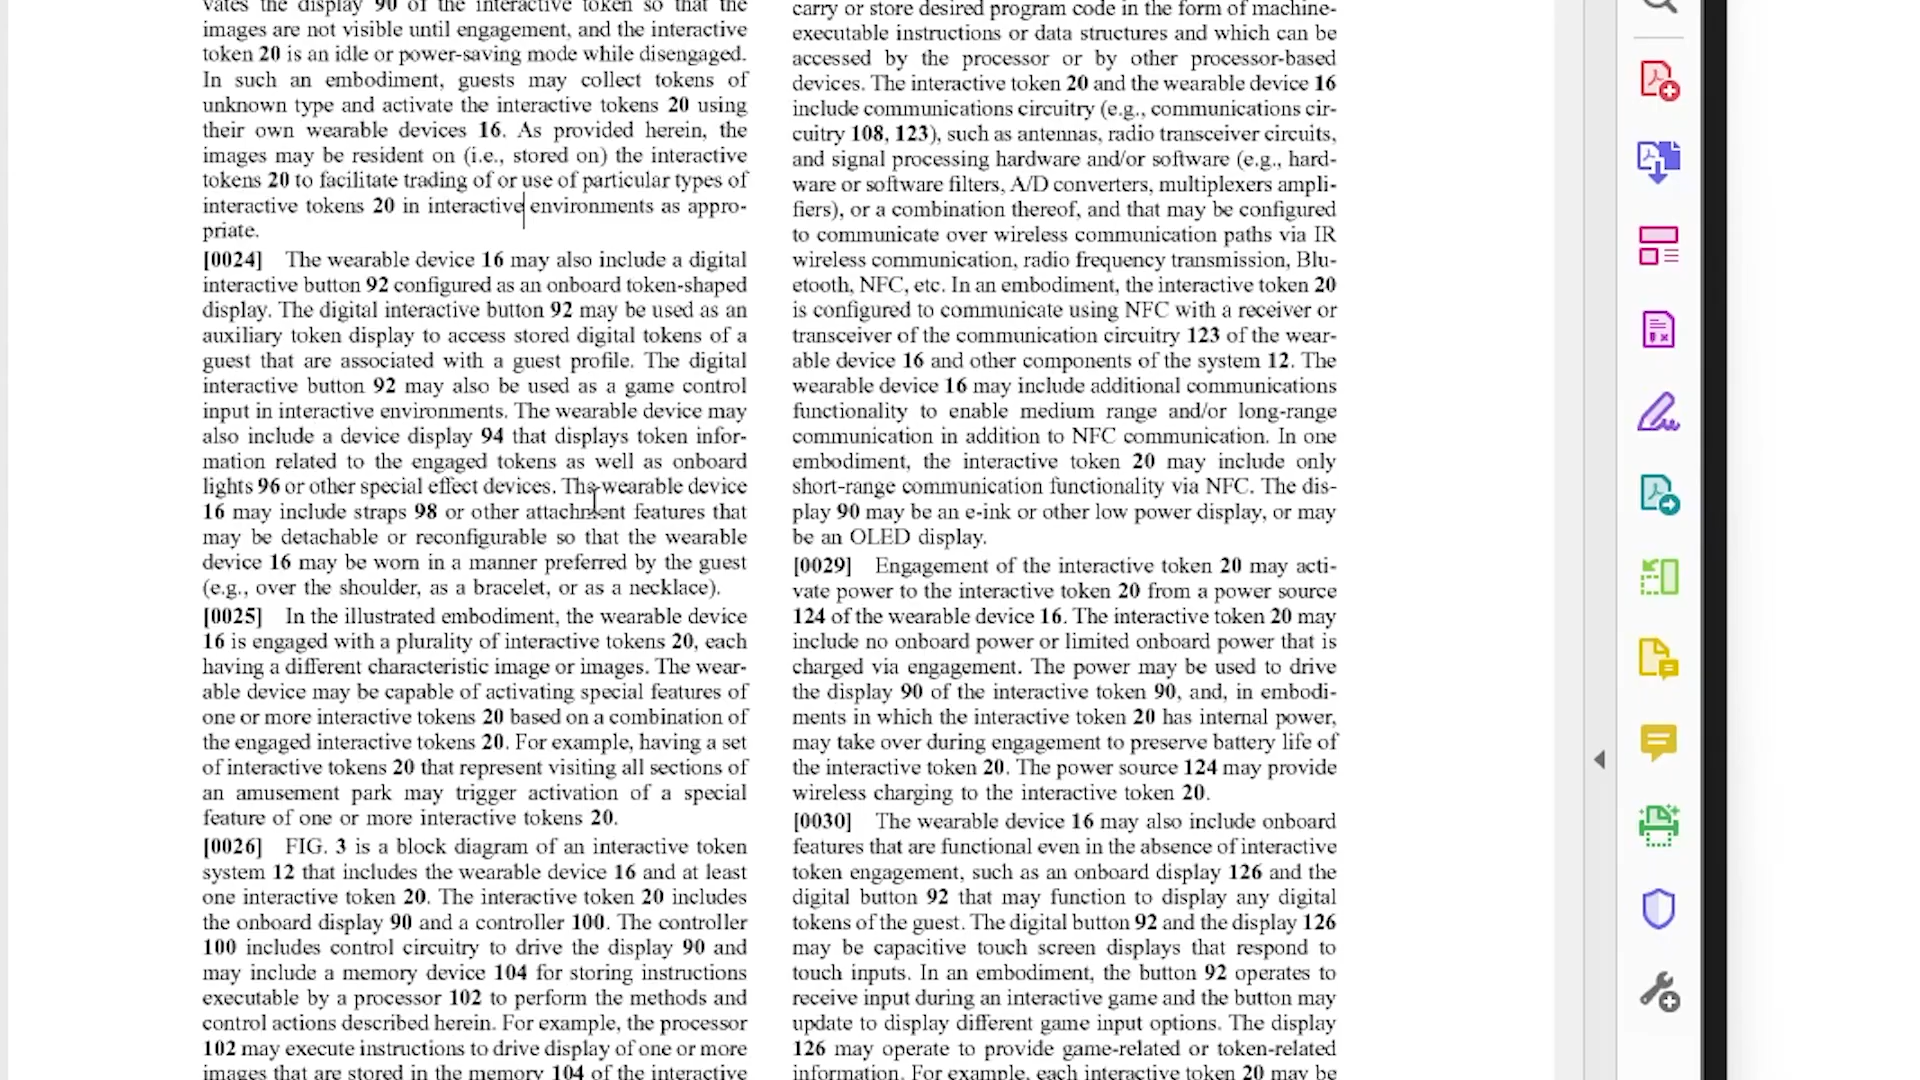 vates the display 90 of the interactive token so that the
images are not visible until engagement, and the interactive
token 20 is an idle or power-saving mode while disengaged.
In such an embodiment, guests may collect tokens of
unknown type and activate the interactive tokens 20 using
their own wearable devices 16. As provided herein, the
images may be resident on (i.e., stored on) the interactive
tokens 20 to facilitate trading of or use of particular types of
interactive tokens 20 in interactive environments as appro-
priate.
[0024] The wearable device 16 may also include a digital
interactive button 92 configured as an onboard token-shaped
display. The digital interactive button 92 may be used as an
auxiliary token display to access stored digital tokens of a
guest that are associated with a guest profile. The digital
interactive button 92 may also be used as a game control
input in interactive environments. The wearable device may
also include a device display 94 that displays token infor-
mation related to the engaged tokens as well as onboard
lights 96 or other special effect devices. The wearable device
16 may include straps 98 or other attachment features that
may be detachable or reconfigurable so that the wearable
device 16 may be worn in a manner preferred by the guest
(e.g., over the shoulder, as a bracelet, or as a necklace).
[0025] In the illustrated embodiment, the wearable device
16 is engaged with a plurality of interactive tokens 20, each
having a different characteristic image or images. The wear-
able device may be capable of activating special features of
one or more interactive tokens 20 based on a combination of
the engaged interactive tokens 20. For example, having a set
of interactive tokens 20 that represent visiting all sections of
an amusement park may trigger activation of a special
feature of one or more interactive tokens 20.
[0026] FIG. 3 is a block diagram of an interactive token
system 12 that includes the wearable device 16 and at least
one interactive token 20. The interactive token 20 includes
the onboard display 90 and a controller 100. The controller
100 includes control circuitry to drive the display 90 and
may include a memory device 104 for storing instructions
executable by a processor 102 to perform the methods and
control actions described herein. For example, the processor
102 may execute instructions to drive display of one or more
images that are stored in the memory 104 of the interactive
carry or store desired program code in the form of machine-
executable instructions or data structures and which can be
accessed by the processor or by other processor-based
devices. The interactive token 20 and the wearable device 16
include communications circuitry (e.g., communications cir-
cuitry 108, 123), such as antennas, radio transceiver circuits,
and signal processing hardware and/or software (e.g., hard-
ware or software filters, A/D converters, multiplexers ampli-
fiers), or a combination thereof, and that may be configured
to communicate over wireless communication paths via IR
wireless communication, radio frequency transmission, Blu-
etooth, NFC, etc. In an embodiment, the interactive token 20
is configured to communicate using NFC with a receiver or
transceiver of the communication circuitry 123 of the wear-
able device 16 and other components of the system 12. The
wearable device 16 may include additional communications
functionality to enable medium range and/or long-range
communication in addition to NFC communication. In one
embodiment, the interactive token 20 may include only
short-range communication functionality via NFC. The dis-
play 90 may be an e-ink or other low power display, or may
be an OLED display.
[0029] Engagement of the interactive token 20 may acti-
vate power to the interactive token 20 from a power source
124 of the wearable device 16. The interactive token 20 may
include no onboard power or limited onboard power that is
charged via engagement. The power may be used to drive
the display 90 of the interactive token 90, and, in embodi-
ments in which the interactive token 20 has internal power,
may take over during engagement to preserve battery life of
the interactive token 20. The power source 124 may provide
wireless charging to the interactive token 20.
[0030] The wearable device 16 may also include onboard
features that are functional even in the absence of interactive
token engagement, such as an onboard display 126 and the
digital button 92 that may function to display any digital
tokens of the guest. The digital button 92 and the display 126
may be capacitive touch screen displays that respond to
touch inputs. In an embodiment, the button 92 operates to
receive input during an interactive game and the button may
update to display different game input options. The display
126 may operate to provide game-related or token-related
information. For example, each interactive token 20 may be